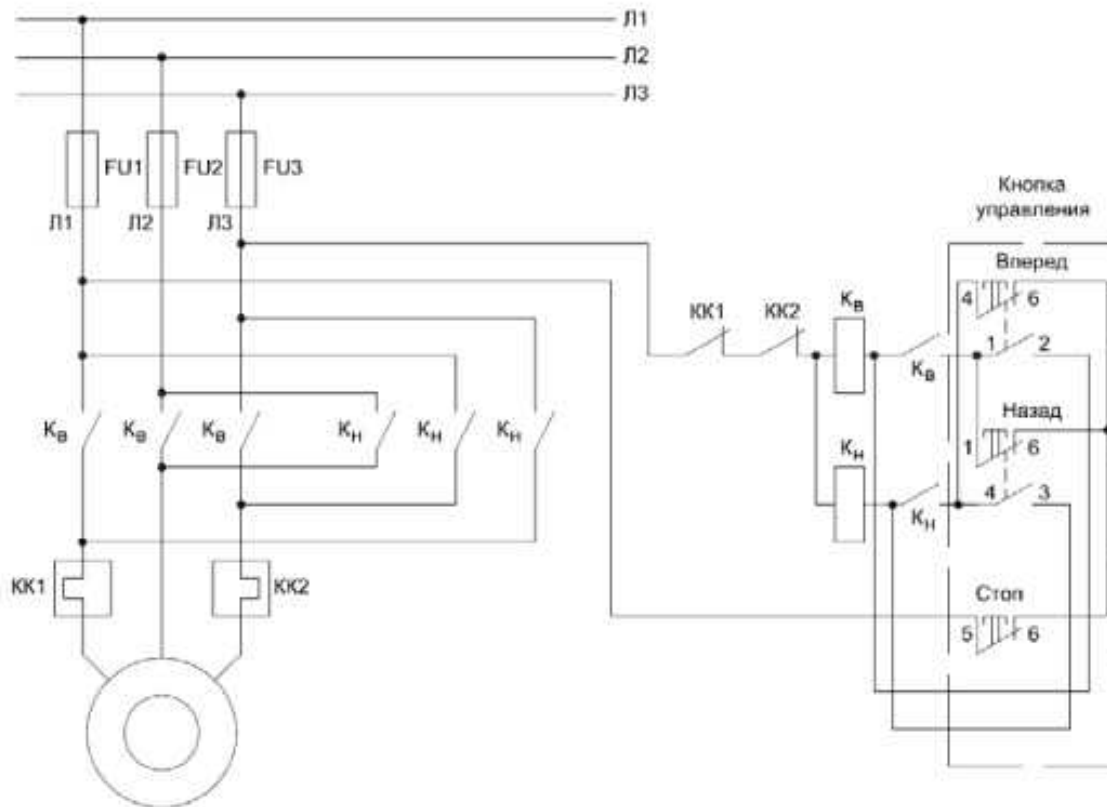 Л1
Л2
Л3
FU1 FU2 FU3
Л1 Л2 Л3
Кнопка
управления
Вперед
4 6
КК1 КК2 Кв
1 2
Кв
Назад
Кв Кв Кв Кн Кн Кн
1 6
Кн
4 3
Кн
КК1 КК2
Стоп
5 6